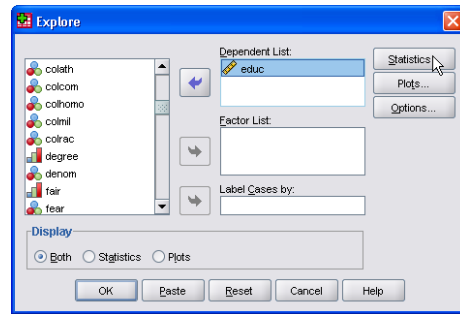 Explore
Dependent List:
educ
Statistics...
Plots...
Options...
colath
colcom
colhomo
colmil
colrac
degree
denom
fair
fear
Factor List:
Label Cases by:
Display
Both Statistics Plots
OK Paste Reset Cancel Help